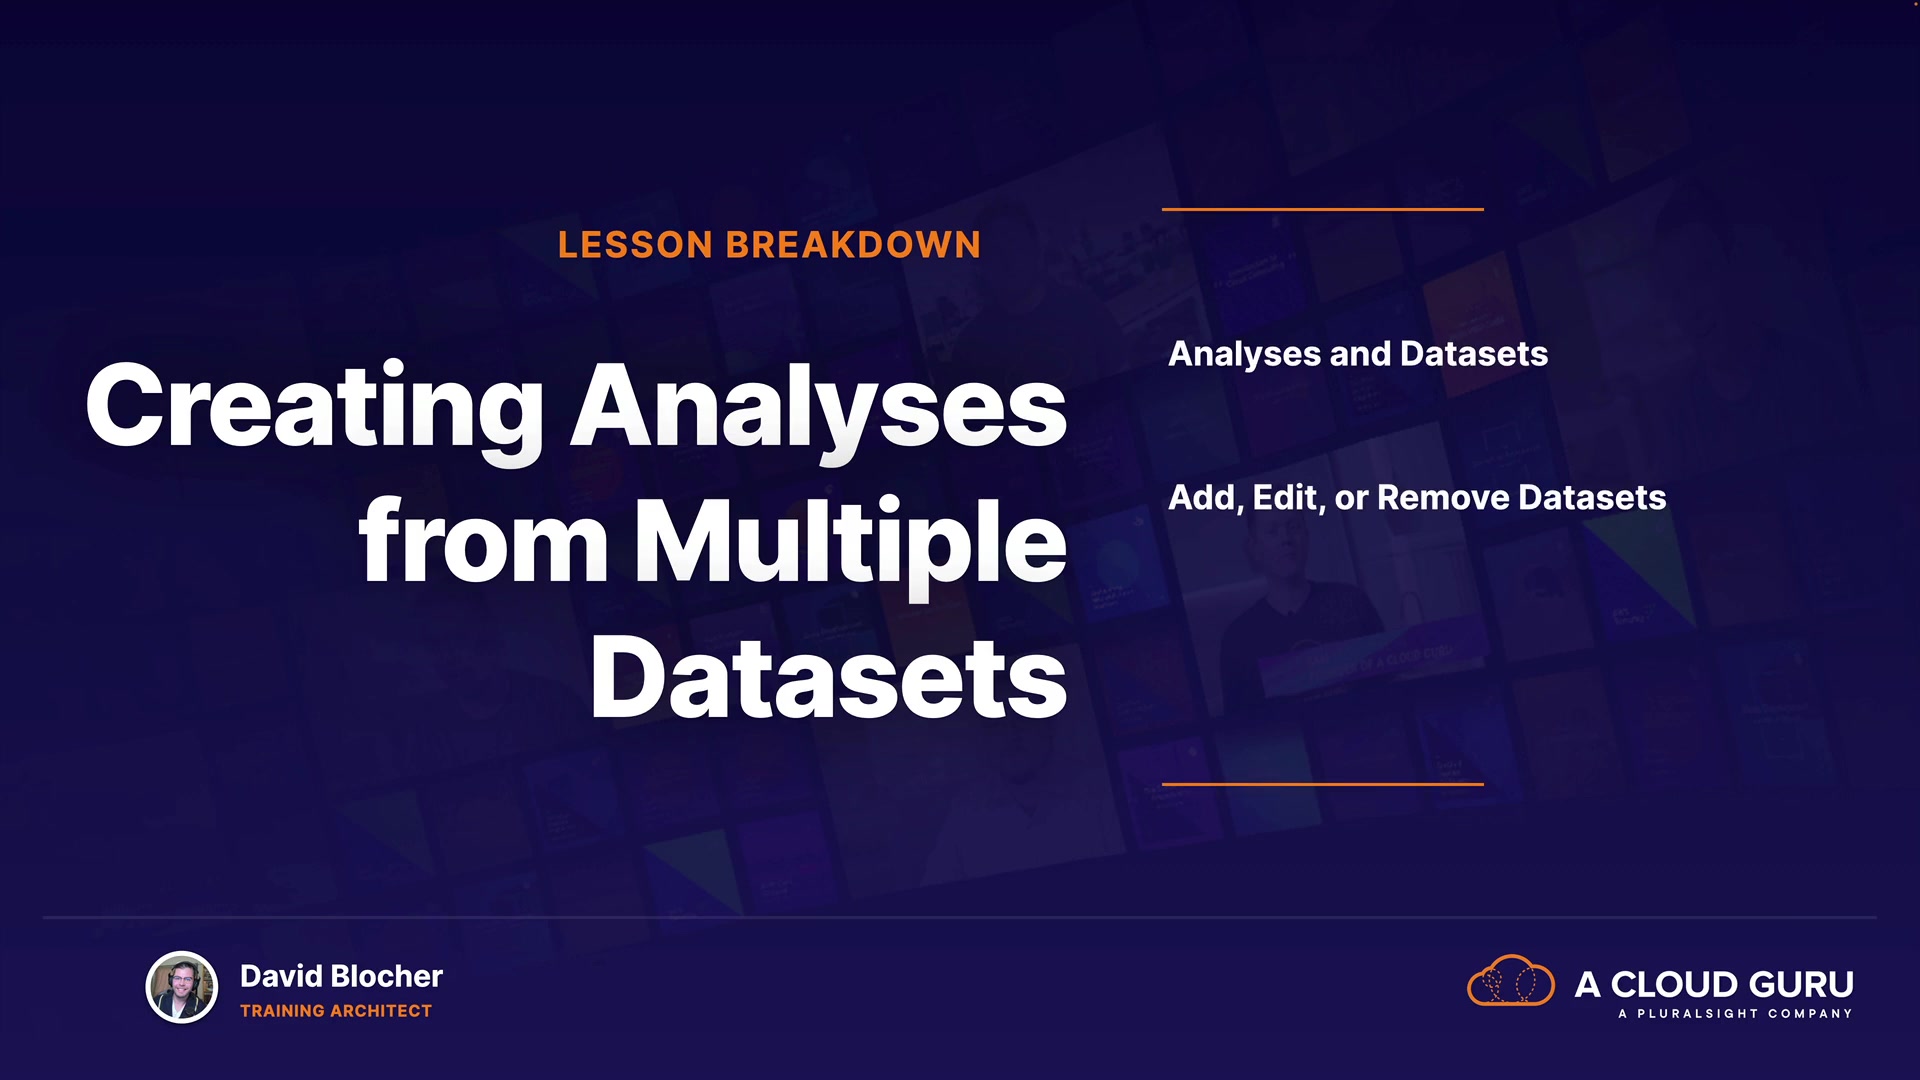 LESSON BREAKDOWN
Creating Analyses
from Multiple
Datasets
Analyses and Datasets
Add, Edit, or Remove Datasets
David Blocher
TRAINING ARCHITECT
A CLOUD GURU
A PLURALSIGHT COMPANY